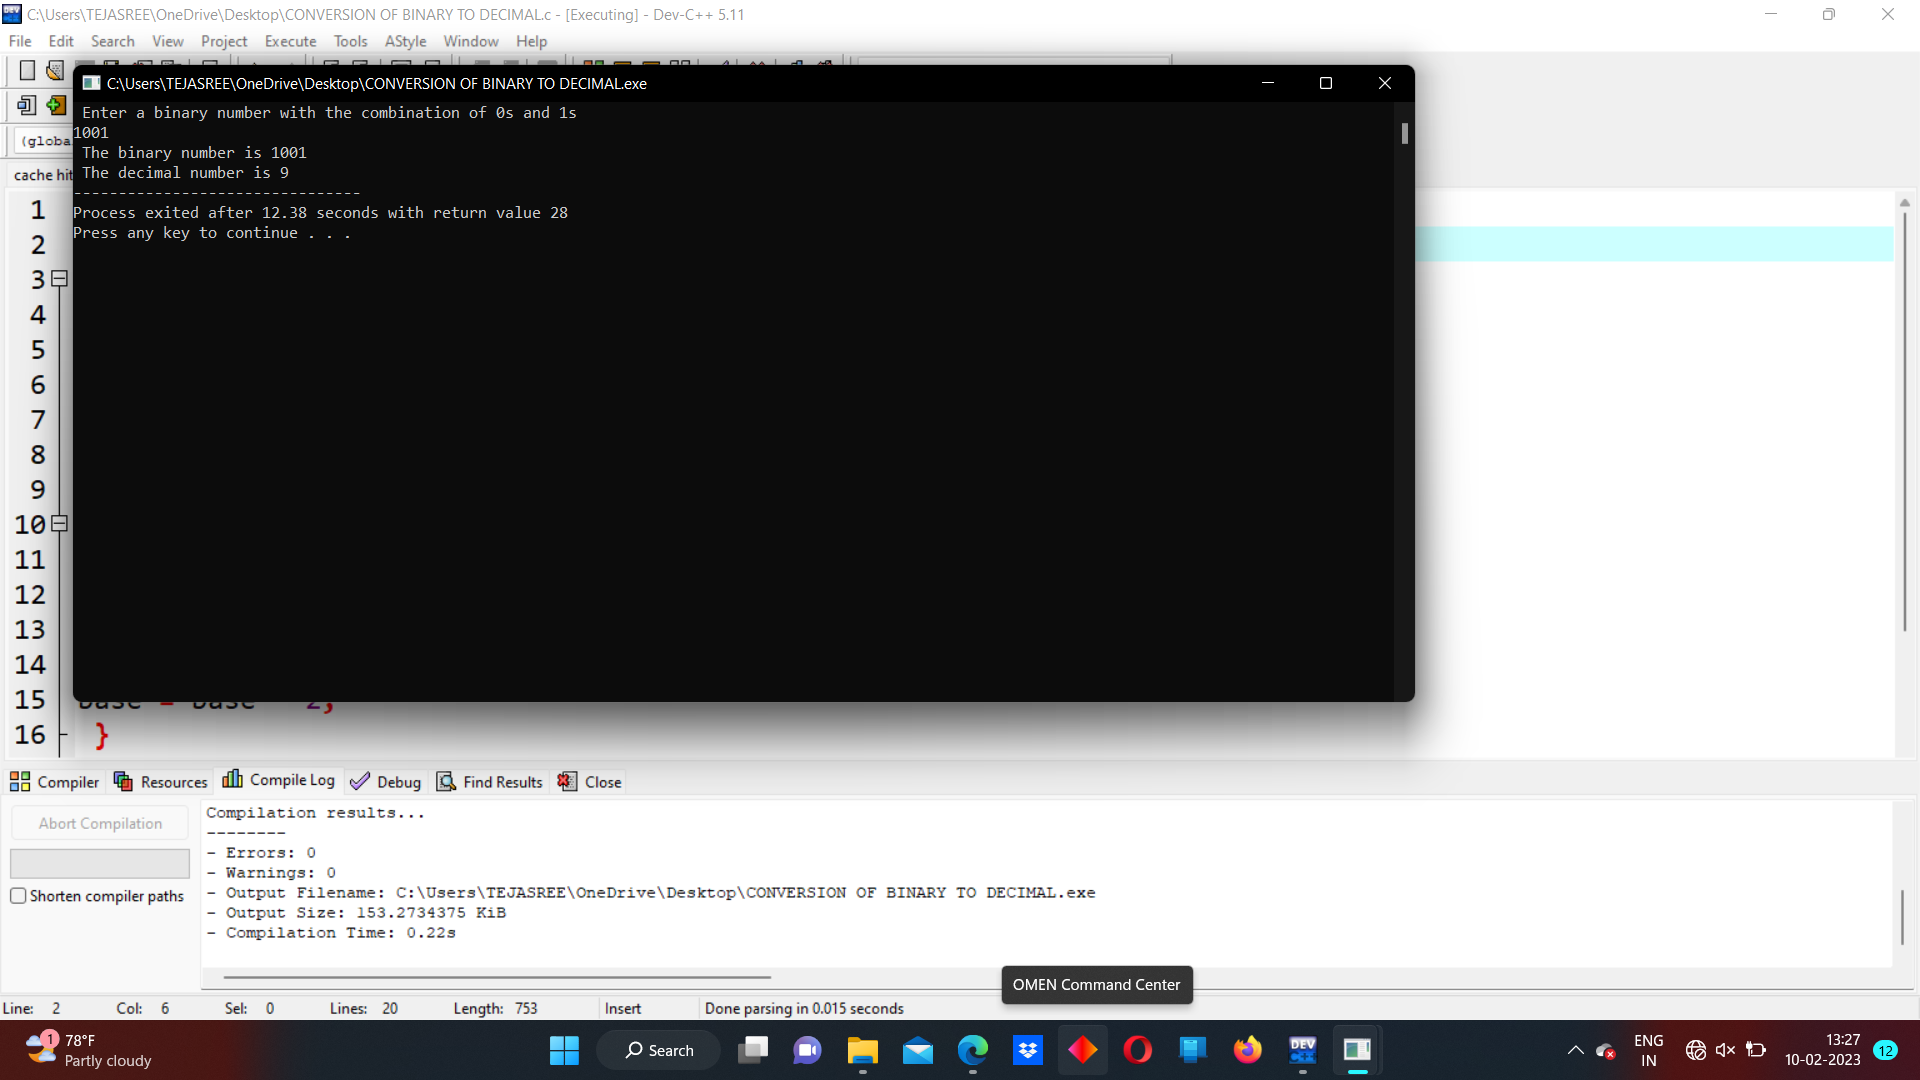 C:\Users\TEJASREE\OneDrive\Desktop\CONVERSION OF BINARY TO DECIMAL.c - [Executing] - Dev-C++ 5.11
File Edit Search View Project Execute Tools AStyle Window Help
C:\Users\TEJASREE\OneDrive\Desktop\CONVERSION OF BINARY TO DECIMAL.exe
Enter a binary number with the combination of 0s and 1s
1001
The binary number is 1001
The decimal number is 9
--------------------------------
Process exited after 12.38 seconds with return value 28
Press any key to continue . . .
(globa
cache hit
1
2
3
4
5
6
7
8
9
10
11
12
13
14
15 base = base 2;
16 }
Compiler Resources Compile Log Debug Find Results Close
Abort Compilation
Shorten compiler paths
Compilation results...
--------
- Errors: 0
- Warnings: 0
- Output Filename: C:\Users\TEJASREE\OneDrive\Desktop\CONVERSION OF BINARY TO DECIMAL.exe
- Output Size: 153.2734375 KiB
- Compilation Time: 0.22s
OMEN Command Center
Line: 2 Col: 6 Sel: 0 Lines: 20 Length: 753 Insert Done parsing in 0.015 seconds
1
78°F
Partly cloudy
Search
DEV
C++
ENG
IN
13:27
10-02-2023
12